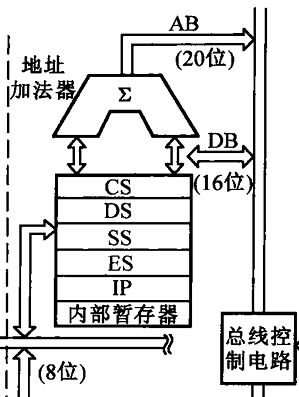 AB
(20位)
地址
加法器
Σ
DB
(16位)
CS
DS
SS
ES
IP
内部暂存器
总线控
制电路
(8位)